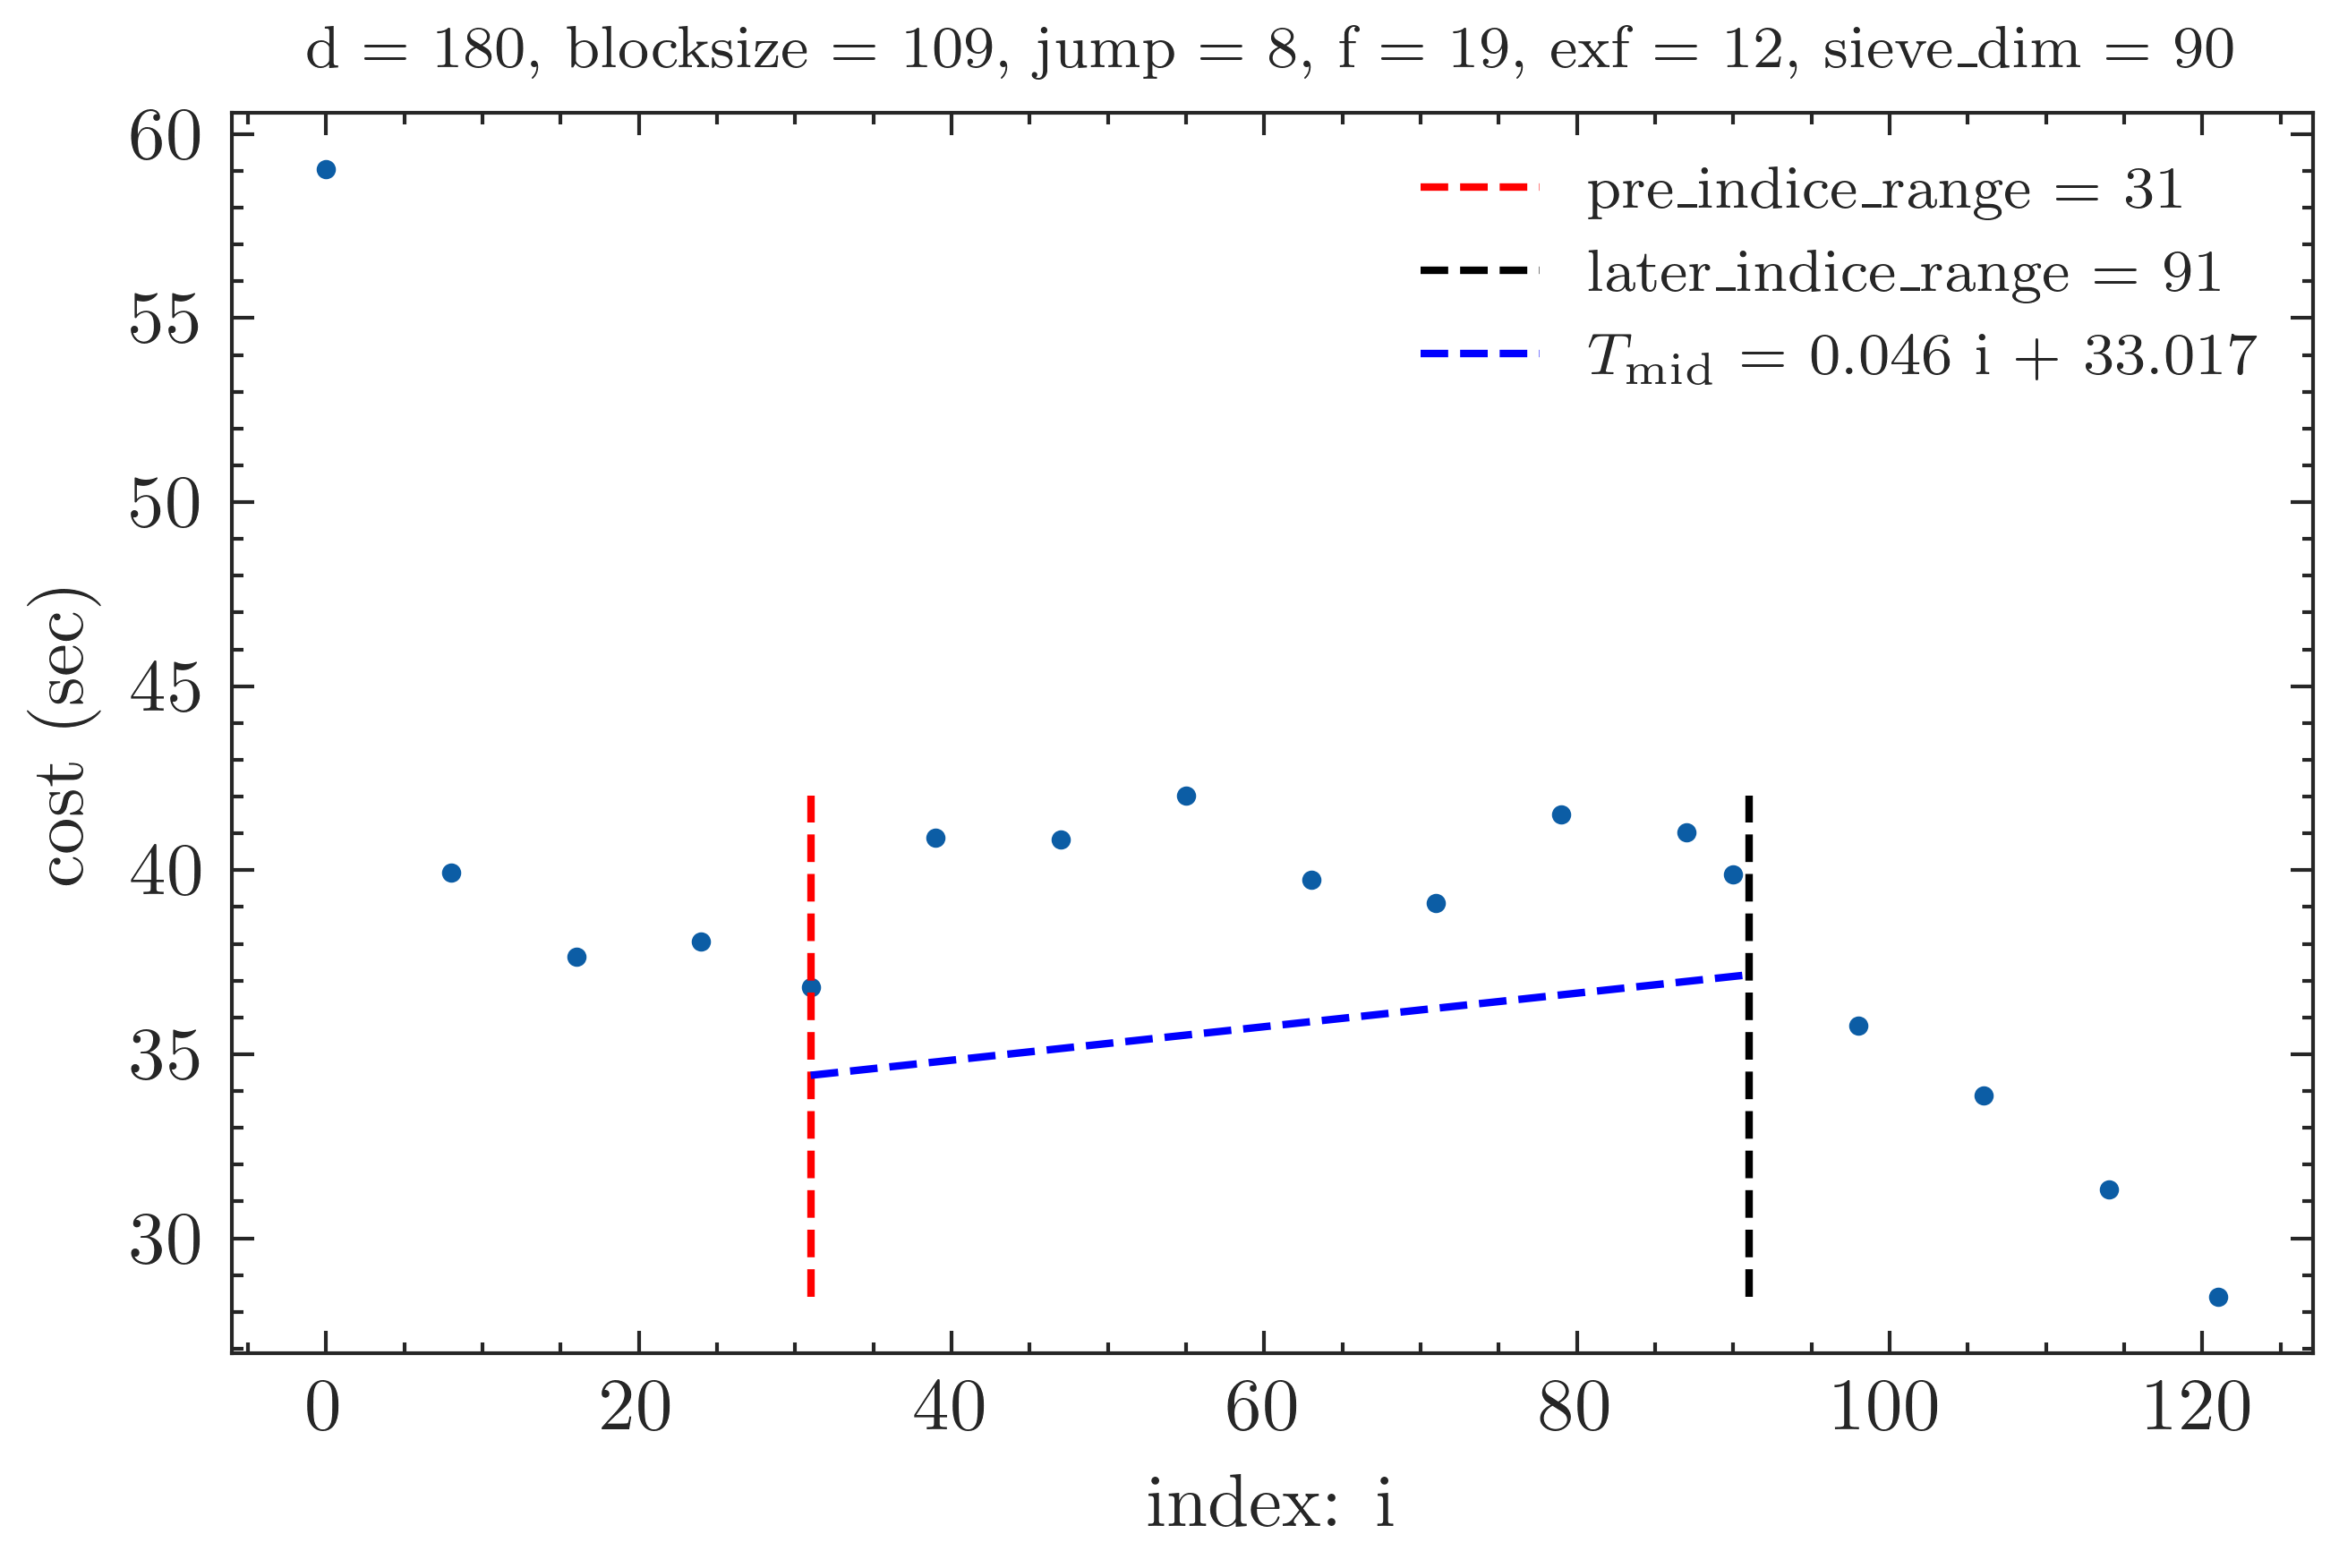 d = 180, blocksize = 109, jump = 8, f = 19, exf = 12, sieve_dim = 90
60
55
50
45
40
35
30
cost (sec)
pre_indice_range = 31
later_indice_range = 91
T_mid = 0.046 i + 33.017
0 20 40 60 80 100 120
index: i